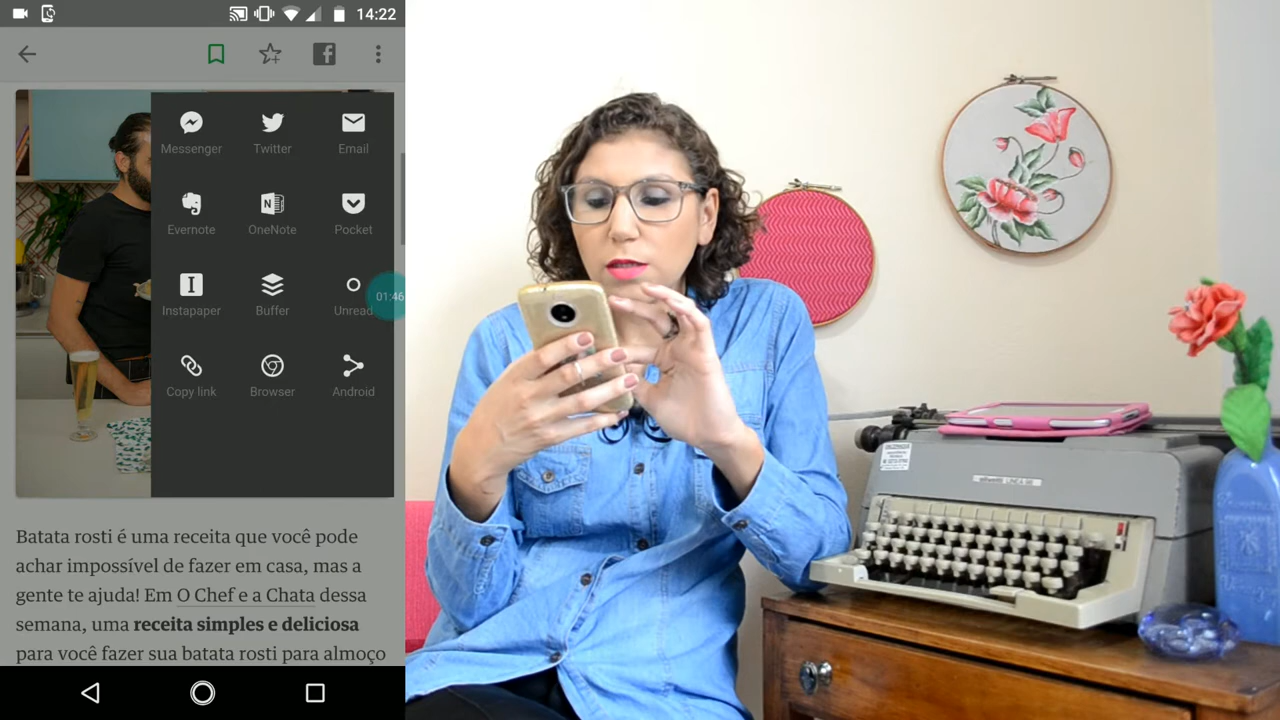 14:22
Messenger
Twitter
Email
Evernote
OneNote
Pocket
Instapaper
Buffer
Unread
01:46
Copy link
Browser
Android
Batata rosti é uma receita que você pode
achar impossível de fazer em casa, mas a
gente te ajuda! Em O Chef e a Chata dessa
semana, uma receita simples e deliciosa
para você fazer sua batata rosti para almoço